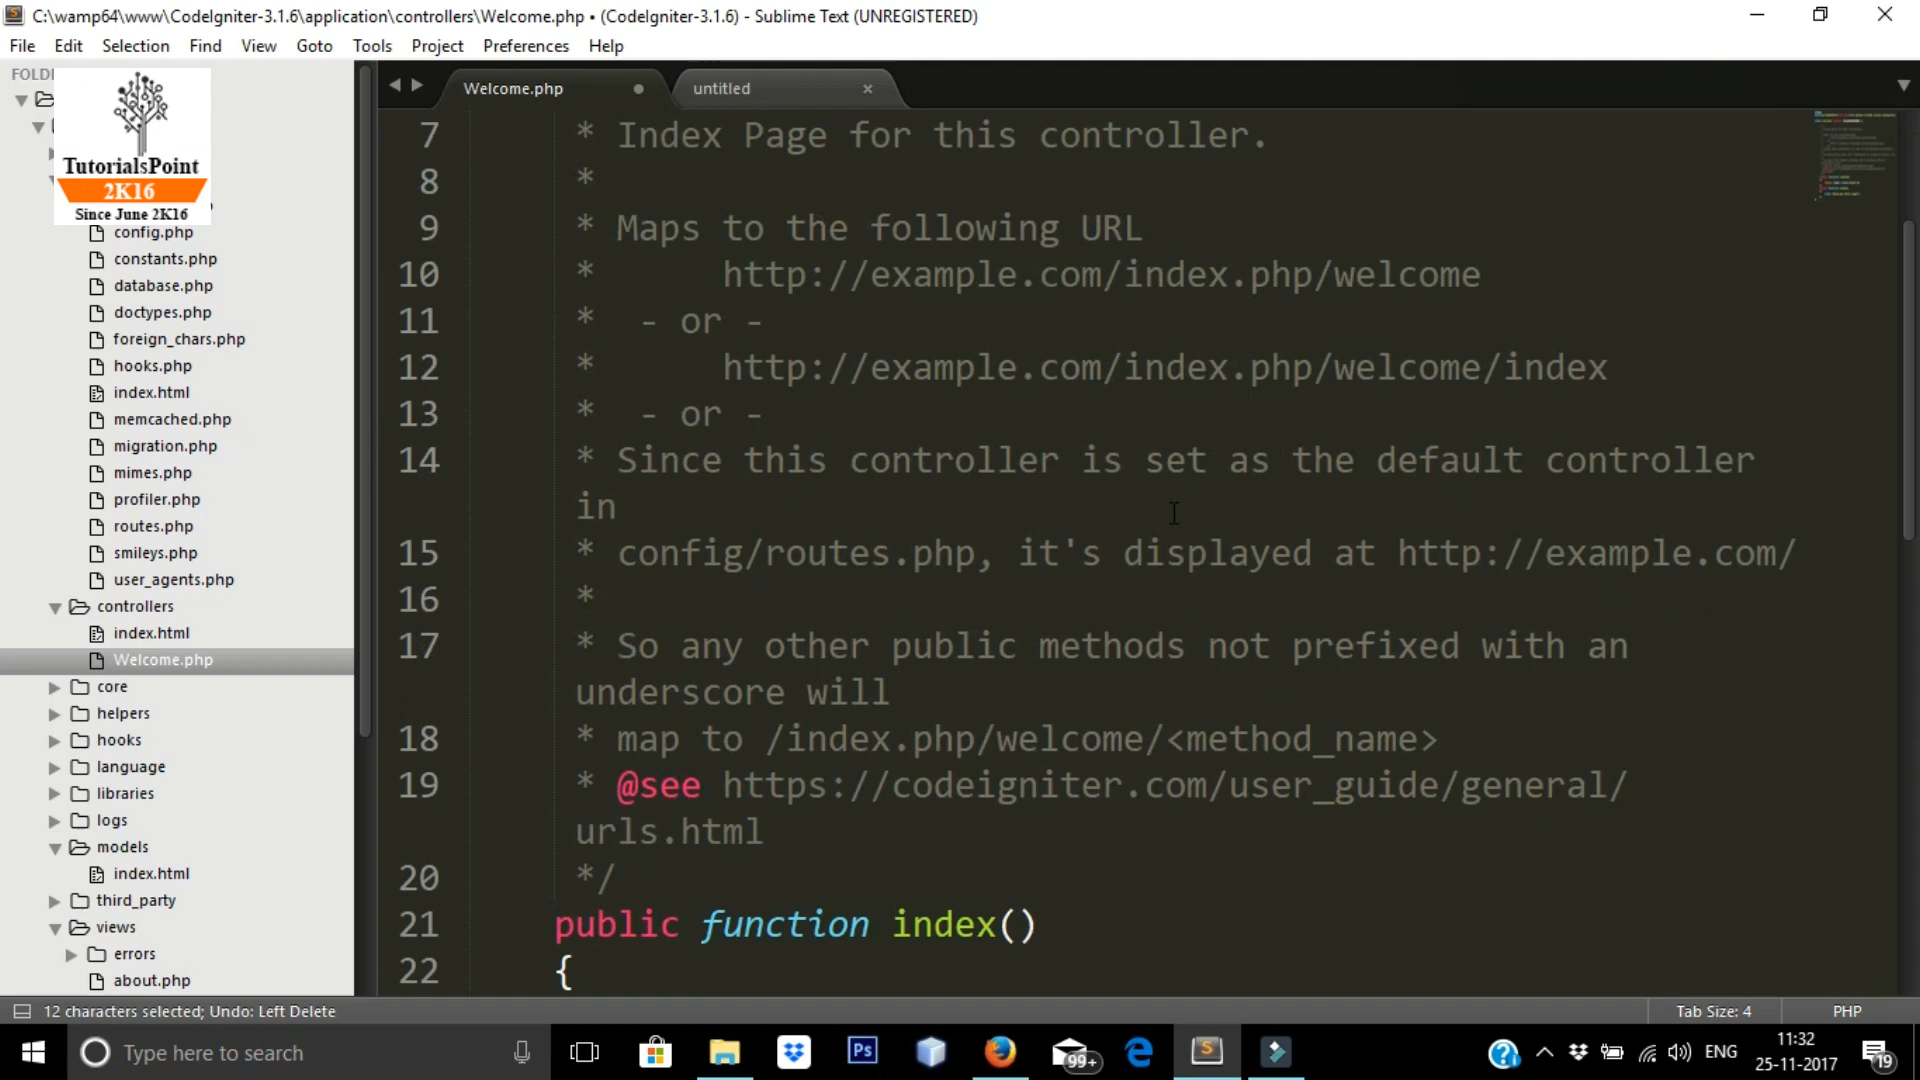 C:\wamp64\www\CodeIgniter-3.1.6\application\controllers\Welcome.php • (CodeIgniter-3.1.6) - Sublime Text (UNREGISTERED)
File Edit Selection Find View Goto Tools Project Preferences Help
TutorialsPoint
2K16
Since June 2K16
config.php
constants.php
database.php
doctypes.php
foreign_chars.php
hooks.php
index.html
memcached.php
migration.php
mimes.php
profiler.php
routes.php
smileys.php
user_agents.php
controllers
index.html
Welcome.php
core
helpers
hooks
language
libraries
logs
models
index.html
third_party
views
errors
about.php
Welcome.php untitled
7 * Index Page for this controller.
8 *
9 * Maps to the following URL
10 * http://example.com/index.php/welcome
11 * - or -
12 * http://example.com/index.php/welcome/index
13 * - or -
14 * Since this controller is set as the default controller
in
15 * config/routes.php, it's displayed at http://example.com/
16 *
17 * So any other public methods not prefixed with an
underscore will
18 * map to /index.php/welcome/<method_name>
19 * @see https://codeigniter.com/user_guide/general/
urls.html
20 */
21 public function index()
22 {
12 characters selected; Undo: Left Delete Tab Size: 4 PHP
Type here to search Ps 99+ ENG 11:32
25-11-2017 19